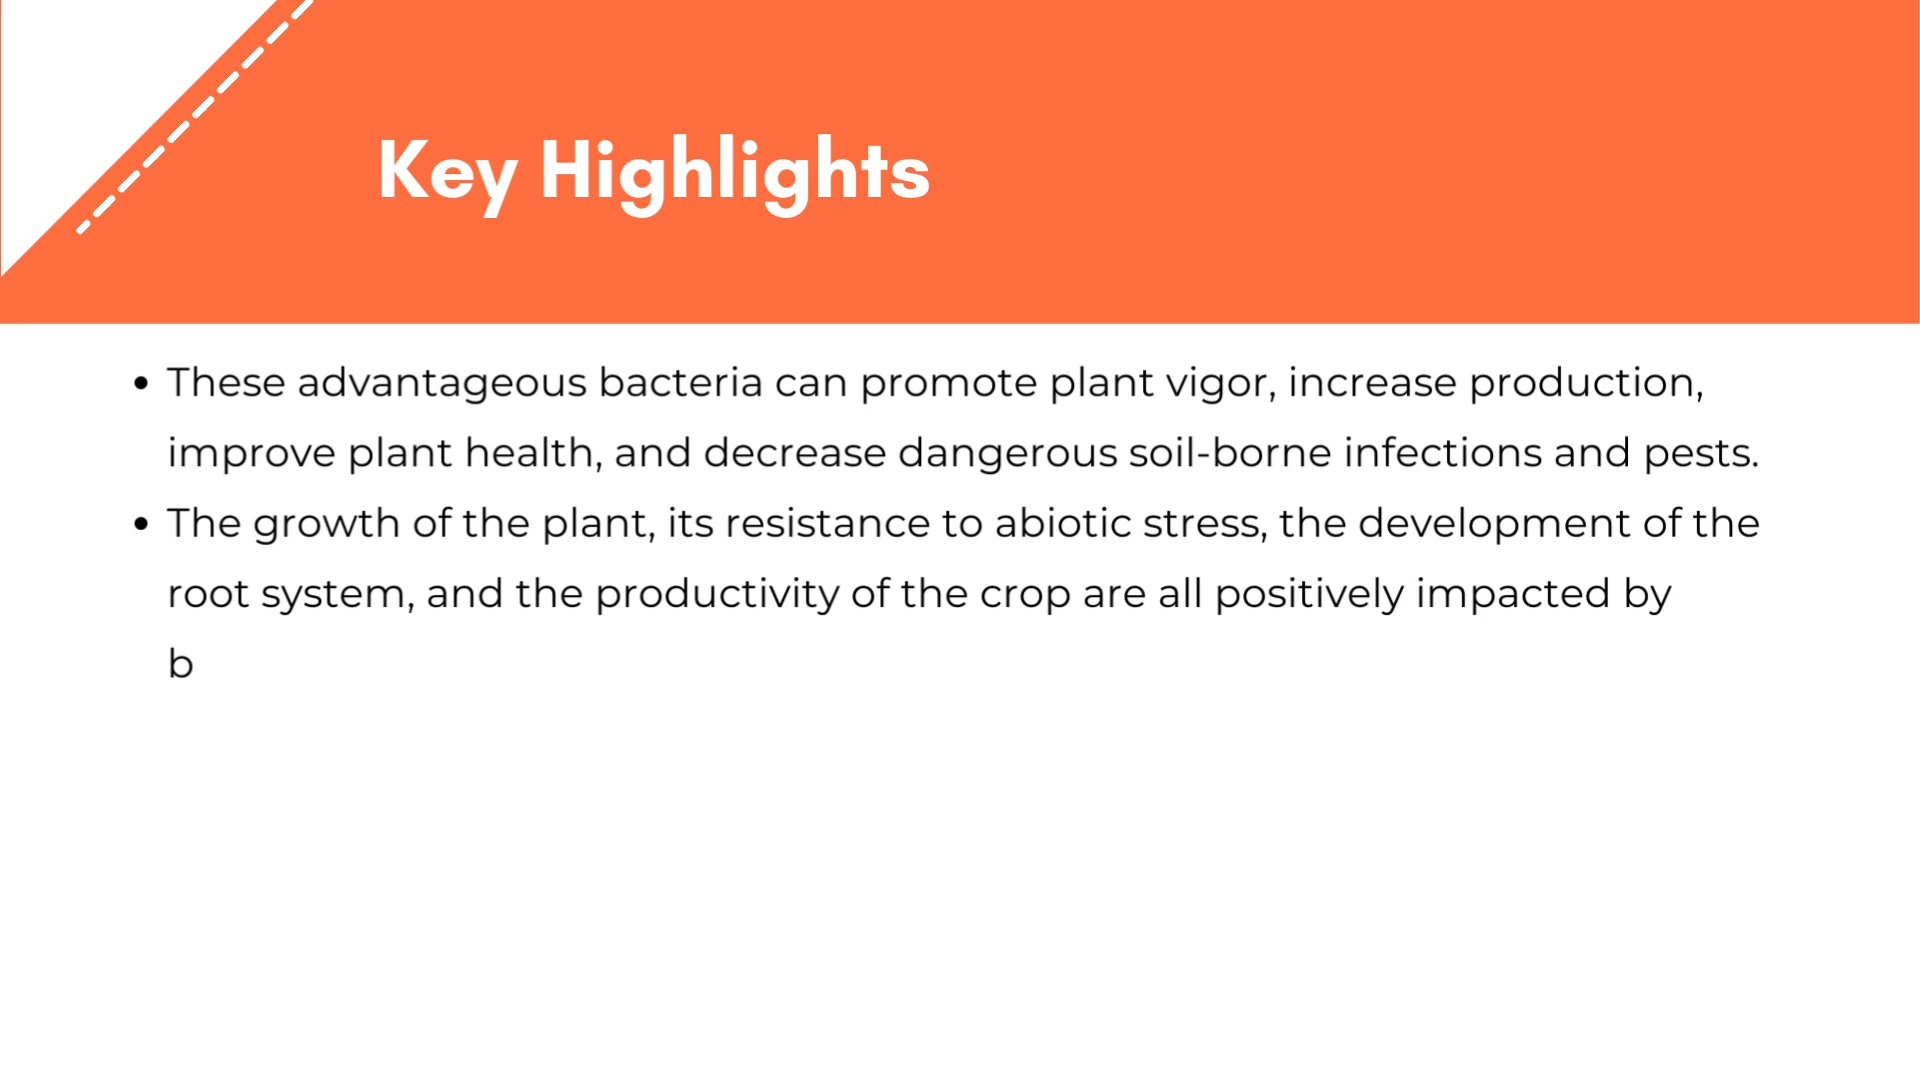 Key Highlights
• These advantageous bacteria can promote plant vigor, increase production,
improve plant health, and decrease dangerous soil-borne infections and pests.
• The growth of the plant, its resistance to abiotic stress, the development of the
root system, and the productivity of the crop are all positively impacted by
b